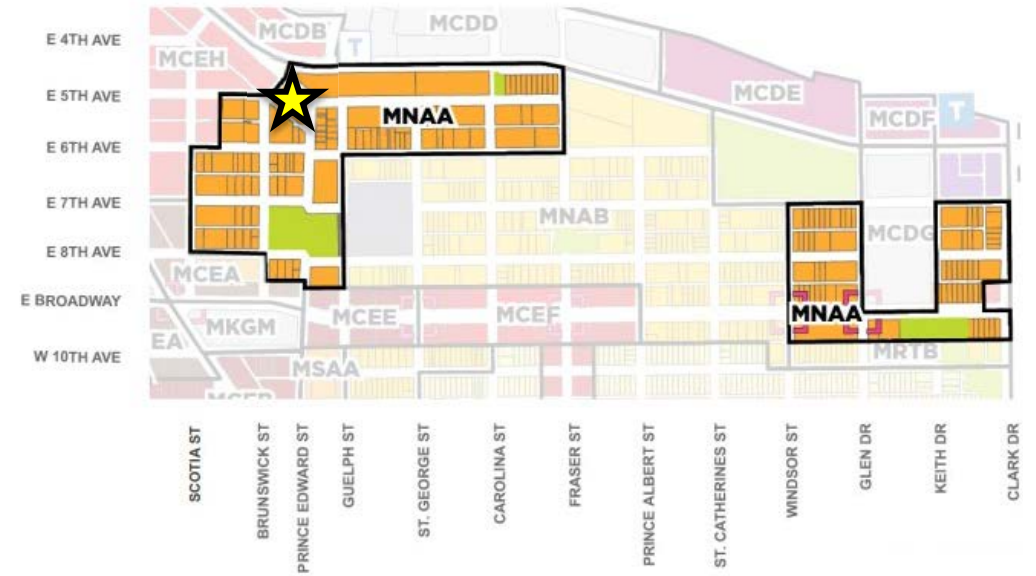 E 4TH AVE
MCDB
MCDD
T
MCEH
E 5TH AVE
MCDE
MNAA
MCDF
T
E 6TH AVE
E 7TH AVE
MNAB
MCDG
E 8TH AVE
MCEA
E BROADWAY
MNAA
MCEE
MCEF
MKGM
EA
W 10TH AVE
MRTB
MSAA
SCOTIA ST
BRUNSWICK ST
PRINCE EDWARD ST
GUELPH ST
ST. GEORGE ST
CAROLINA ST
FRASER ST
PRINCE ALBERT ST
ST. CATHERINES ST
WINDSOR ST
GLEN DR
KEITH DR
CLARK DR